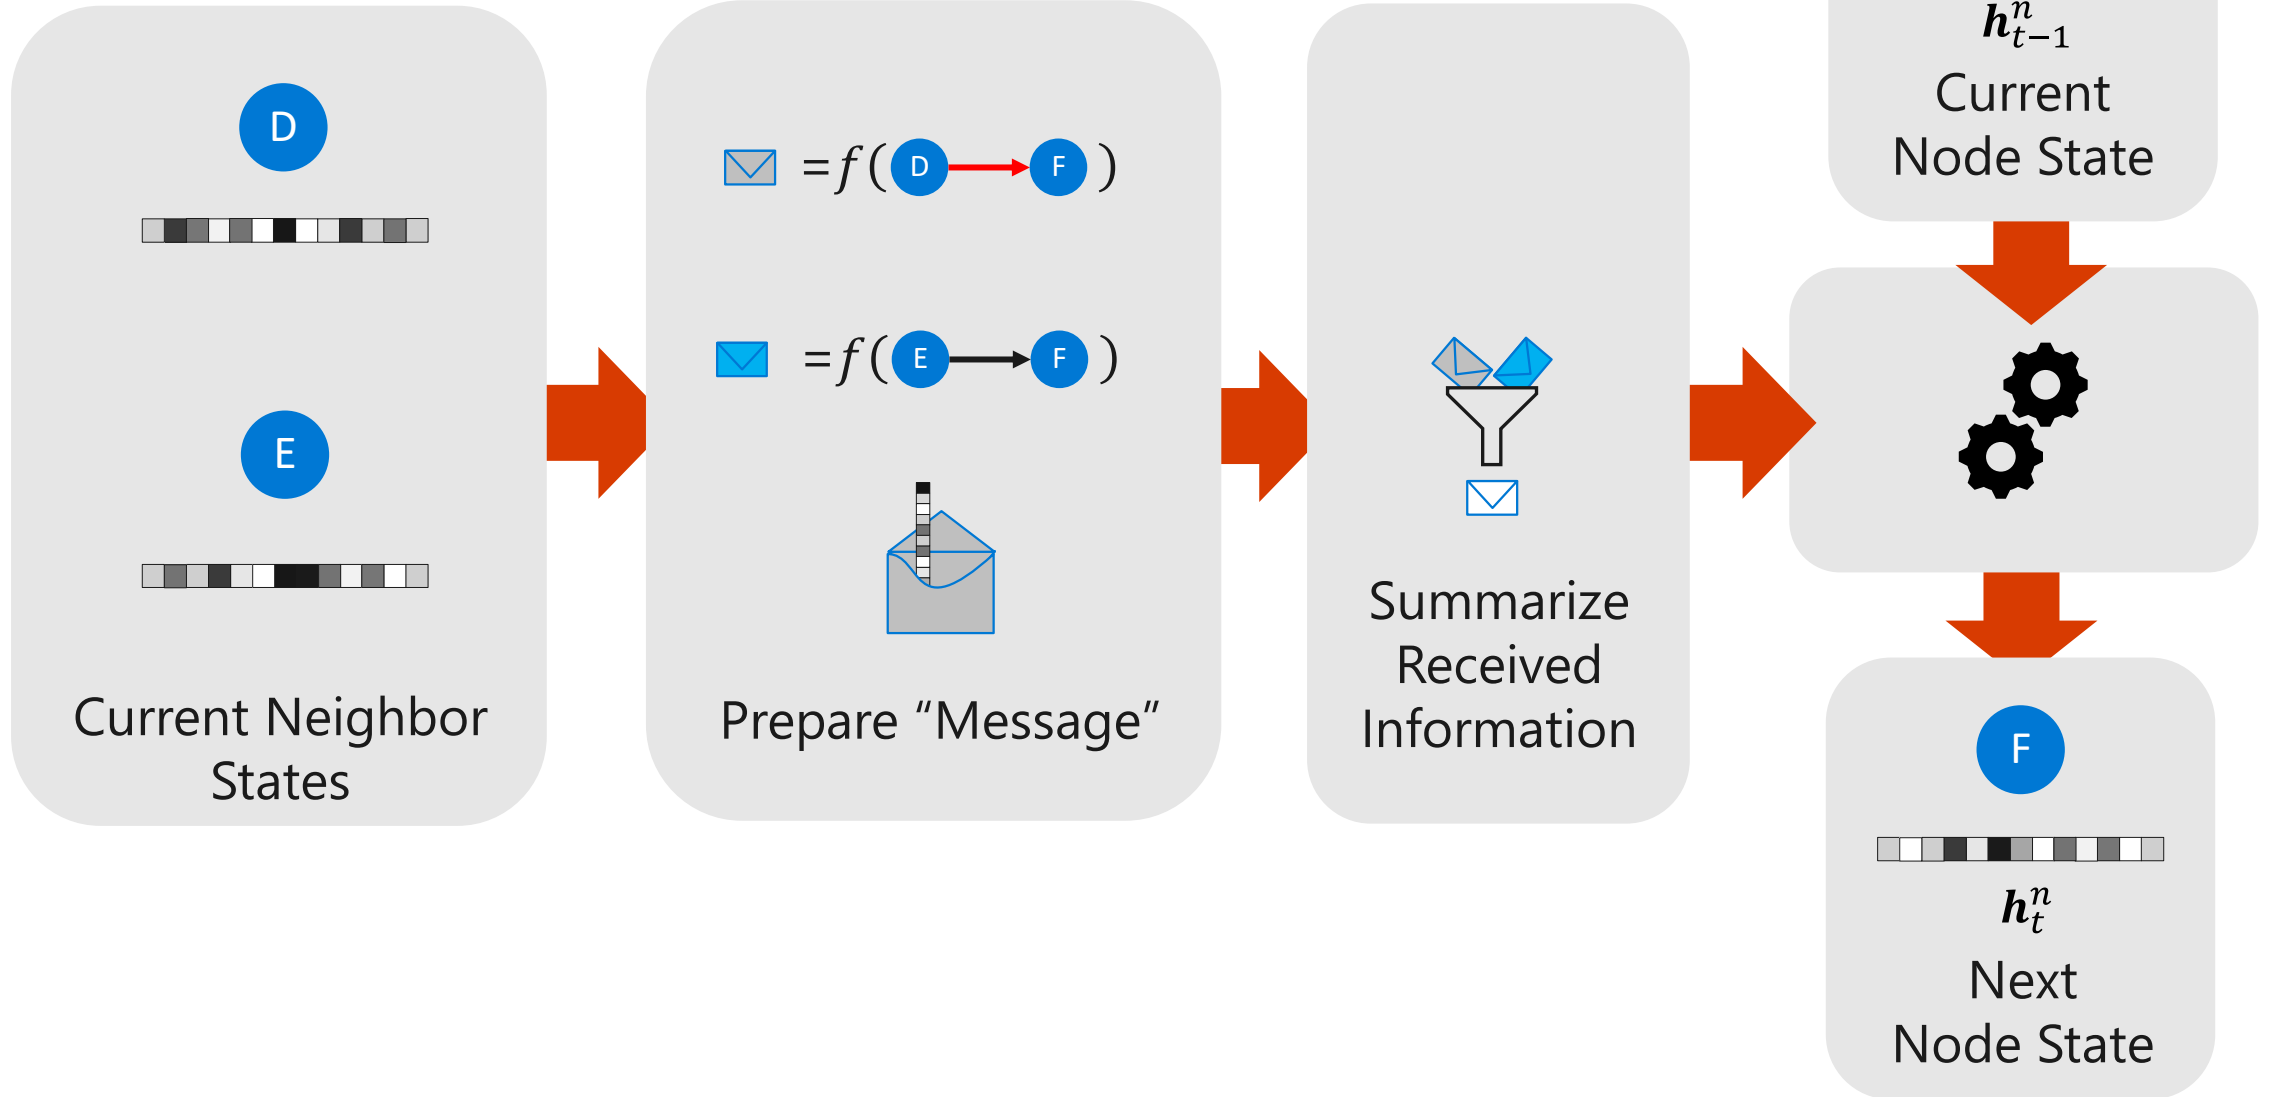 D
E
Current Neighbor
States
=f(D F)
=f(E F)
Prepare “Message”
Summarize
Received
Information
h^n_{t−1}
Current
Node State
F
h^n_t
Next
Node State